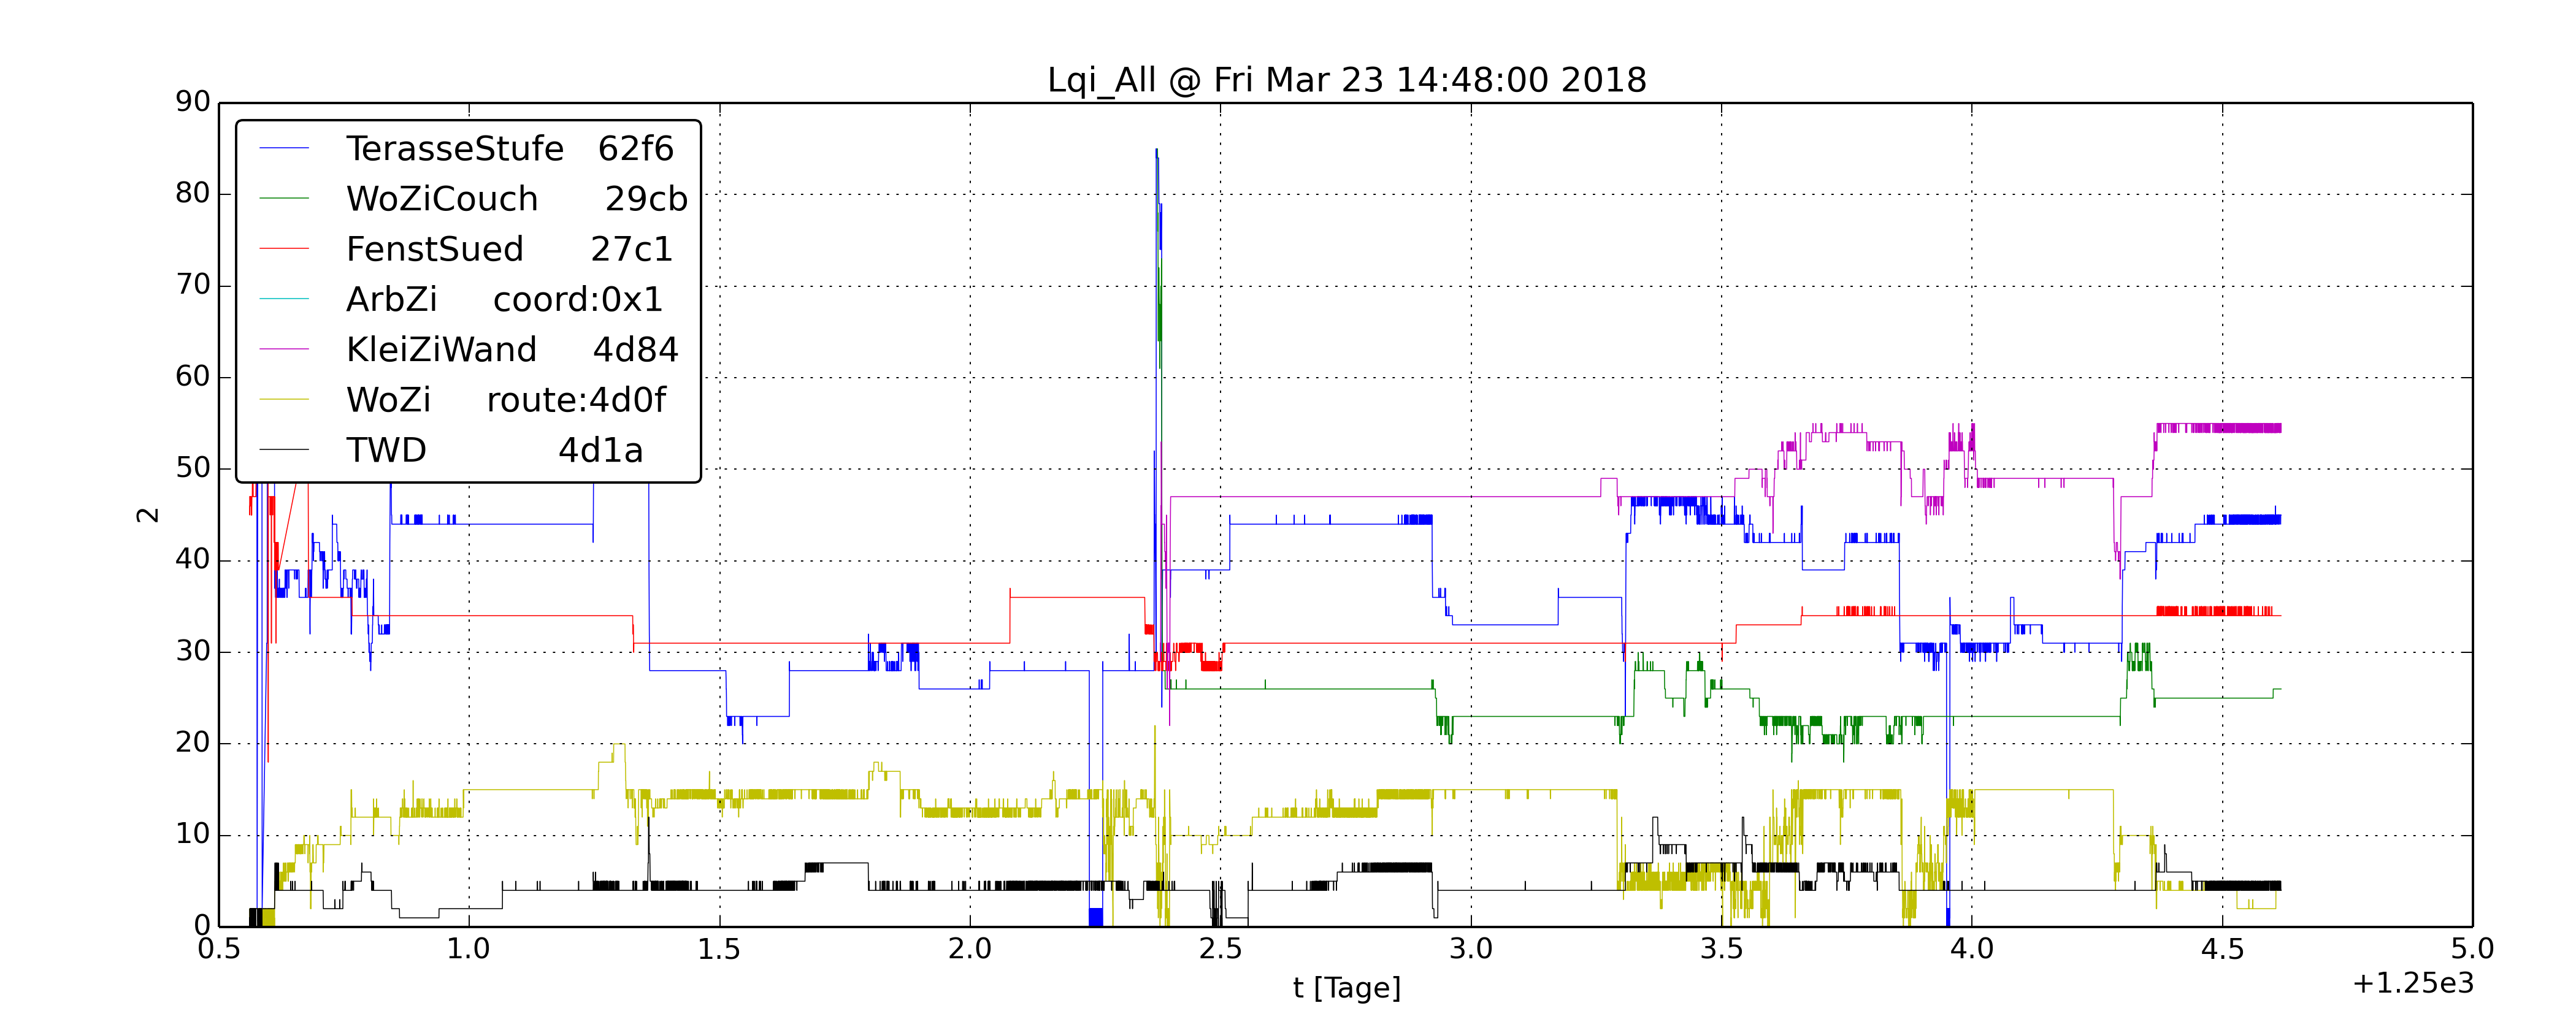 Lqi_All @ Fri Mar 23 14:48:00 2018
90
80
70
60
50
40
30
20
10
0
2
TerasseStufe 62f6
WoZiCouch 29cb
FenstSued 27c1
ArbZi coord:0x1
KleiZiWand 4d84
WoZi route:4d0f
TWD 4d1a
0.5 1.0 1.5 2.0 2.5 3.0 3.5 4.0 4.5 5.0
+1.25e3
t [Tage]